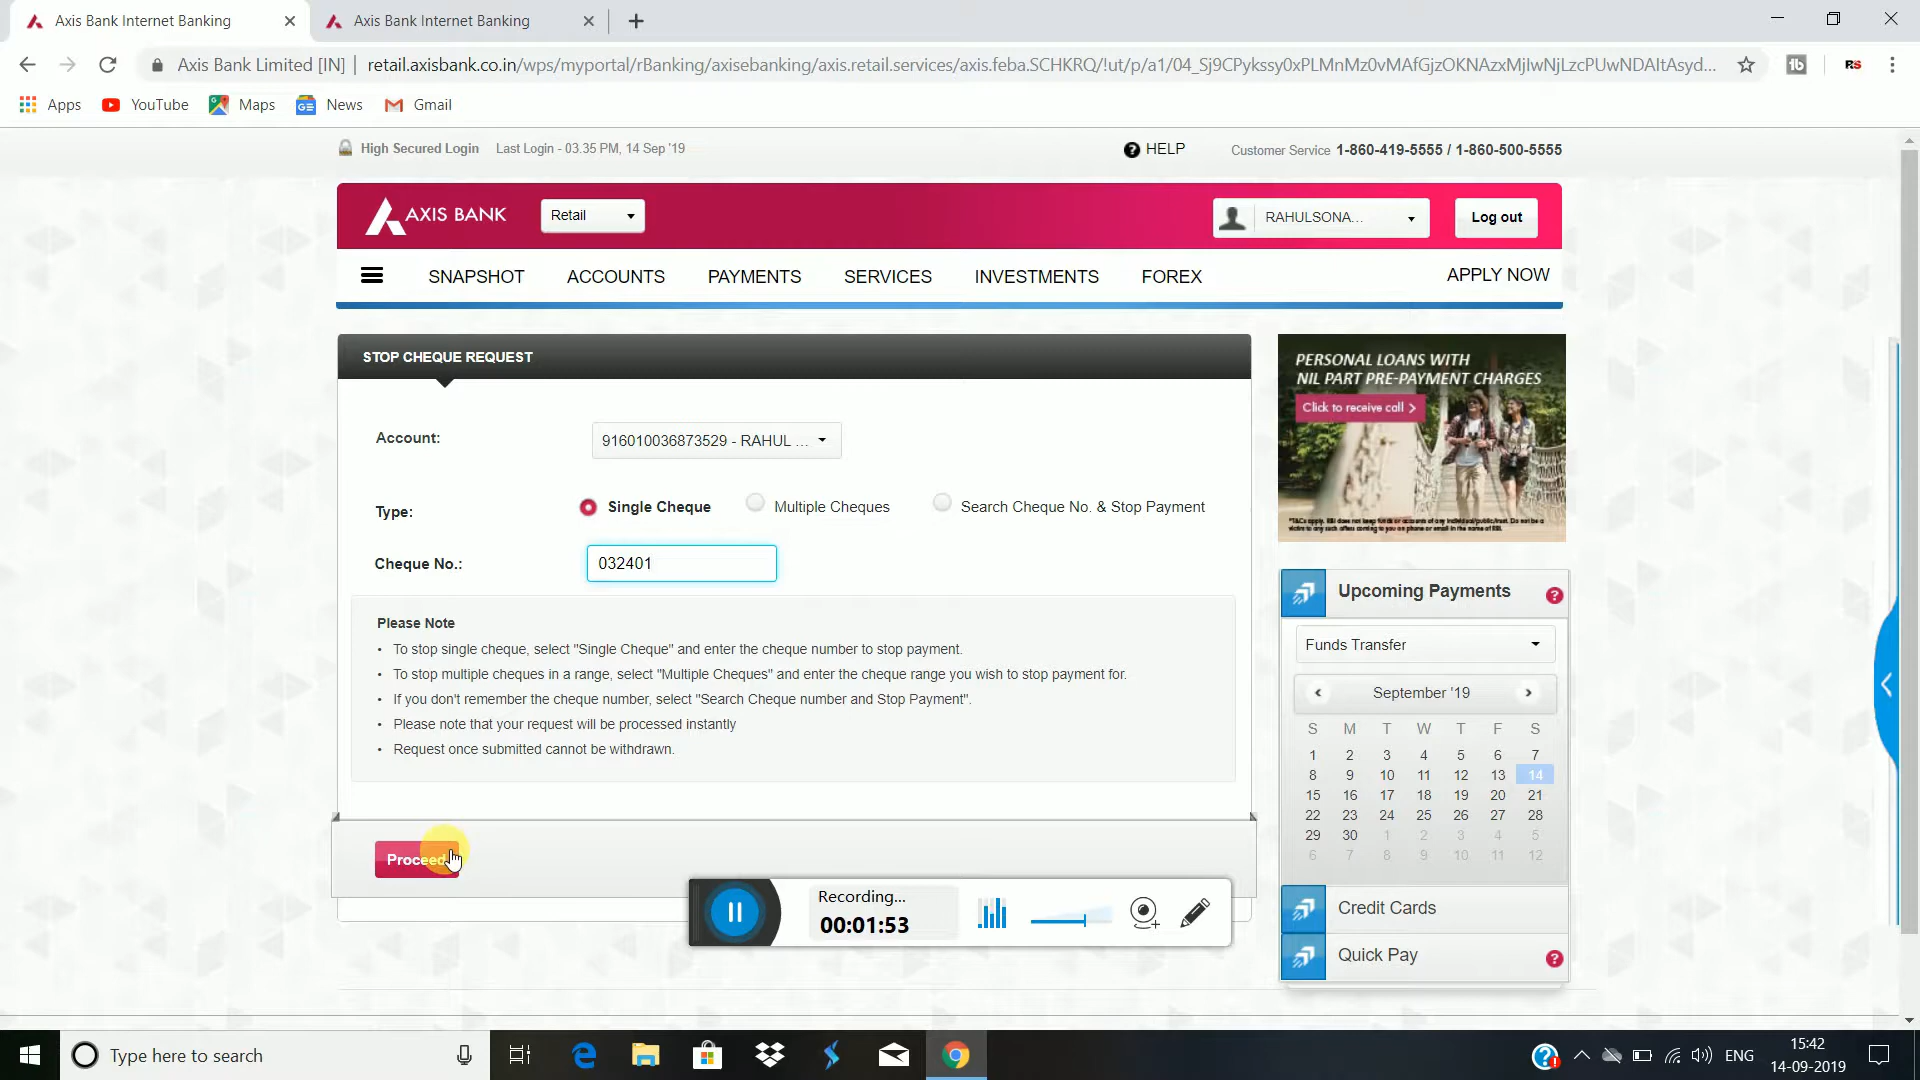 Axis Bank Internet Banking
Axis Bank Internet Banking
Axis Bank Limited [IN] | retail.axisbank.co.in/wps/myportal/rBanking/axisebanking/axis.retail.services/axis.feba.SCHKRQ/!ut/p/a1/04_Sj9CPykssy0xPLMnMz0vMAfGjzOKNAzxMjIwNjLzcPUwNDAItAsyd...
Apps YouTube Maps News Gmail
High Secured Login Last Login - 03.35 PM, 14 Sep '19
HELP Customer Service 1-860-419-5555 / 1-860-500-5555
AXIS BANK Retail RAHULSONA... Log out
SNAPSHOT ACCOUNTS PAYMENTS SERVICES INVESTMENTS FOREX APPLY NOW
STOP CHEQUE REQUEST
Account: 916010036873529 - RAHUL ...
Type: Single Cheque Multiple Cheques Search Cheque No. & Stop Payment
Cheque No.: 032401
Please Note
• To stop single cheque, select "Single Cheque" and enter the cheque number to stop payment.
• To stop multiple cheques in a range, select "Multiple Cheques" and enter the cheque range you wish to stop payment for.
• If you don't remember the cheque number, select "Search Cheque number and Stop Payment".
• Please note that your request will be processed instantly
• Request once submitted cannot be withdrawn.
Proceed
PERSONAL LOANS WITH
NIL PART PRE-PAYMENT CHARGES
Click to receive call >
Upcoming Payments ?
Funds Transfer
September '19
S M T W T F S
1 2 3 4 5 6 7
8 9 10 11 12 13 14
15 16 17 18 19 20 21
22 23 24 25 26 27 28
29 30 1 2 3 4 5
6 7 8 9 10 11 12
Credit Cards
Quick Pay ?
Recording...
00:01:53
Type here to search
ENG
15:42
14-09-2019